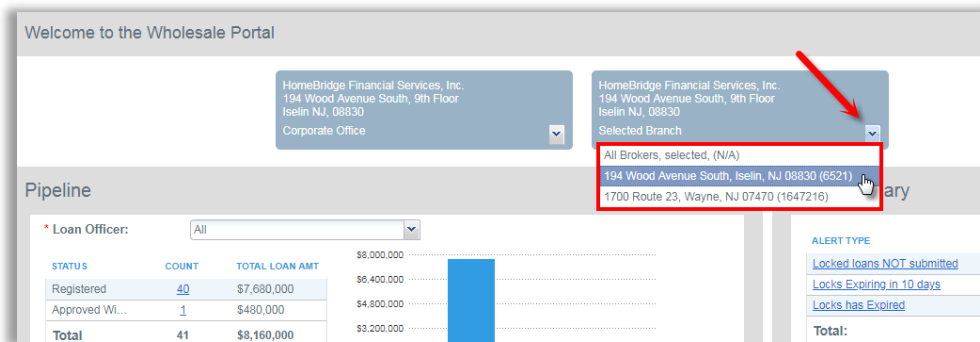 Welcome to the Wholesale Portal
HomeBridge Financial Services, Inc.
194 Wood Avenue South, 9th Floor
Iselin NJ, 08830
Corporate Office
HomeBridge Financial Services, Inc.
194 Wood Avenue South, 9th Floor
Iselin NJ, 08830
Selected Branch
All Brokers, selected, (N/A)
194 Wood Avenue South, Iselin, NJ 08830 (6521)
1700 Route 23, Wayne, NJ 07470 (1647216)
Pipeline
ary
* Loan Officer: All
STATUS COUNT TOTAL LOAN AMT
Registered 40 $7,680,000
Approved Wi... 1 $480,000
Total 41 $8,160,000
$8,000,000
$6,400,000
$4,800,000
$3,200,000
ALERT TYPE
Locked loans NOT submitted
Locks Expiring in 10 days
Locks has Expired
Total: